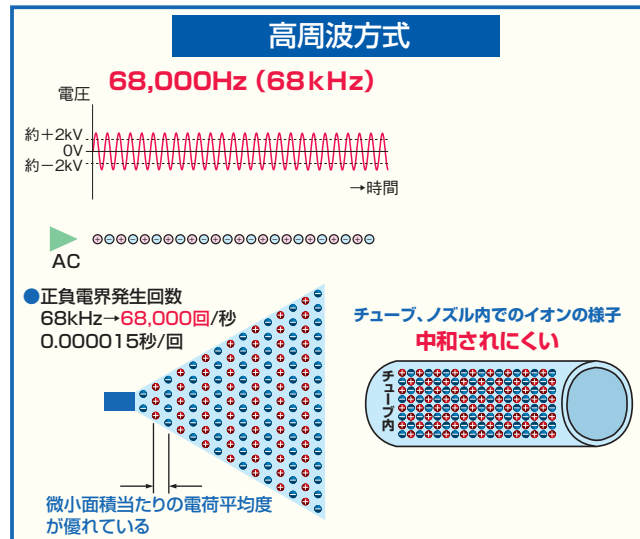 高周波方式
68,000Hz（68kHz）
電圧
約＋2kV
0V
約－2kV
→時間
AC
●正負電界発生回数
68kHz→68,000回/秒
0.000015秒/回
チューブ、ノズル内でのイオンの様子
中和されにくい
チューブ内
微小面積当たりの電荷平均度
が優れている